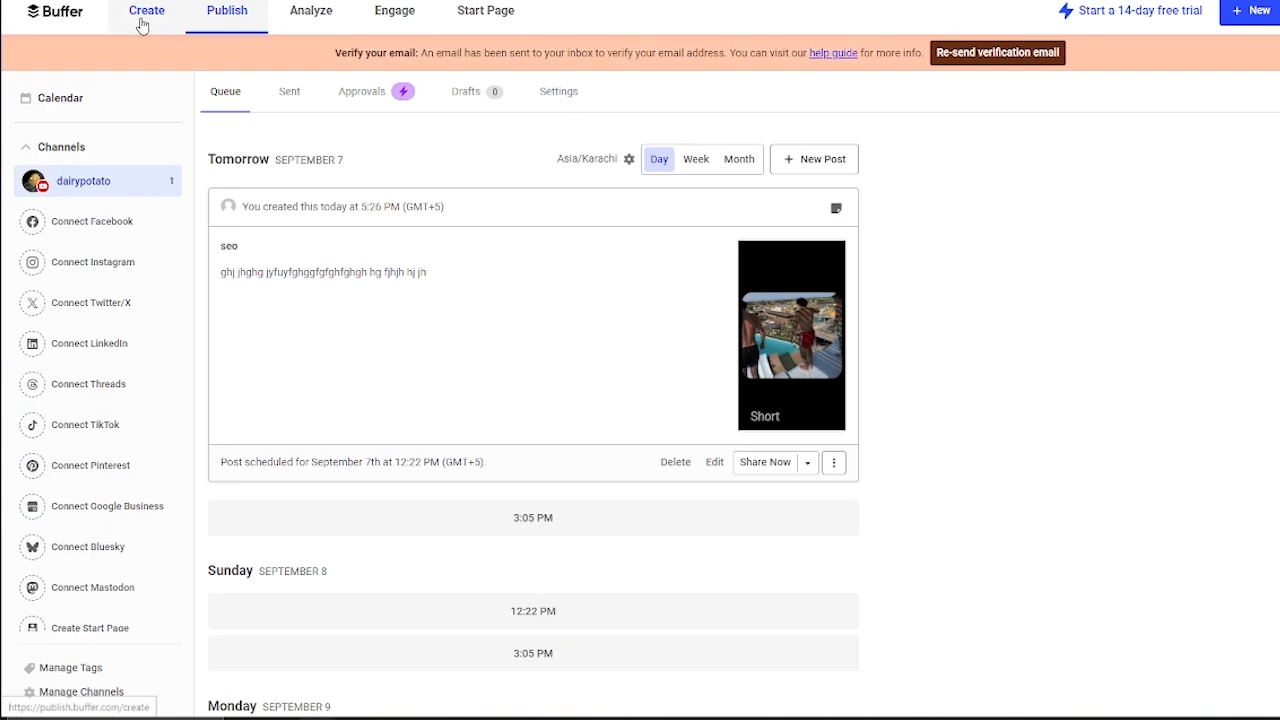 Buffer
Create
Publish
Analyze
Engage
Start Page
Start a 14-day free trial
+ New
Verify your email: An email has been sent to your inbox to verify your email address. You can visit our help guide for more info.
Re-send verification email
Calendar
Channels
dairypotato 1
Connect Facebook
Connect Instagram
Connect Twitter/X
Connect LinkedIn
Connect Threads
Connect TikTok
Connect Pinterest
Connect Google Business
Connect Bluesky
Connect Mastodon
Create Start Page
Manage Tags
Manage Channels
https://publish.buffer.com/create
Queue
Sent
Approvals
Drafts 0
Settings
Tomorrow SEPTEMBER 7
Asia/Karachi
Day
Week
Month
+ New Post
You created this today at 5:26 PM (GMT+5)
seo
ghj jhghg jyfuyfghggfgfghfghgh hg fjhjh hj jh
Short
Post scheduled for September 7th at 12:22 PM (GMT+5).
Delete
Edit
Share Now
3:05 PM
Sunday SEPTEMBER 8
12:22 PM
3:05 PM
Monday SEPTEMBER 9